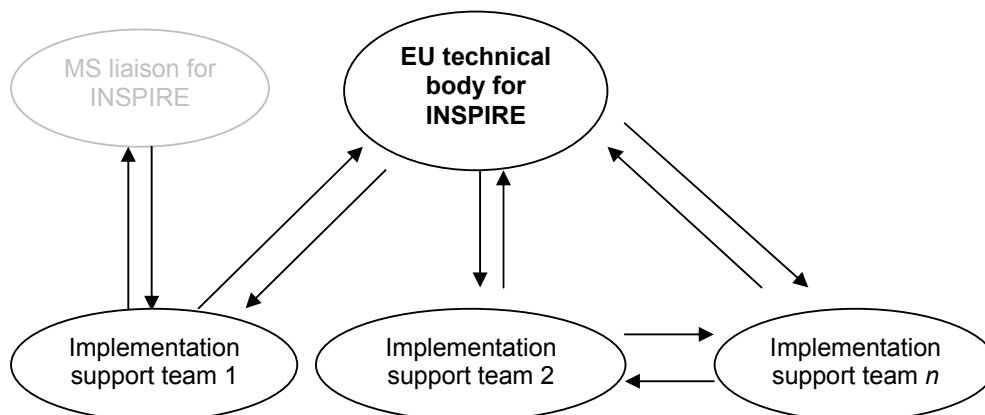 MS liaison for
INSPIRE
EU technical
body for
INSPIRE
Implementation
support team 1
Implementation
support team 2
Implementation
support team n